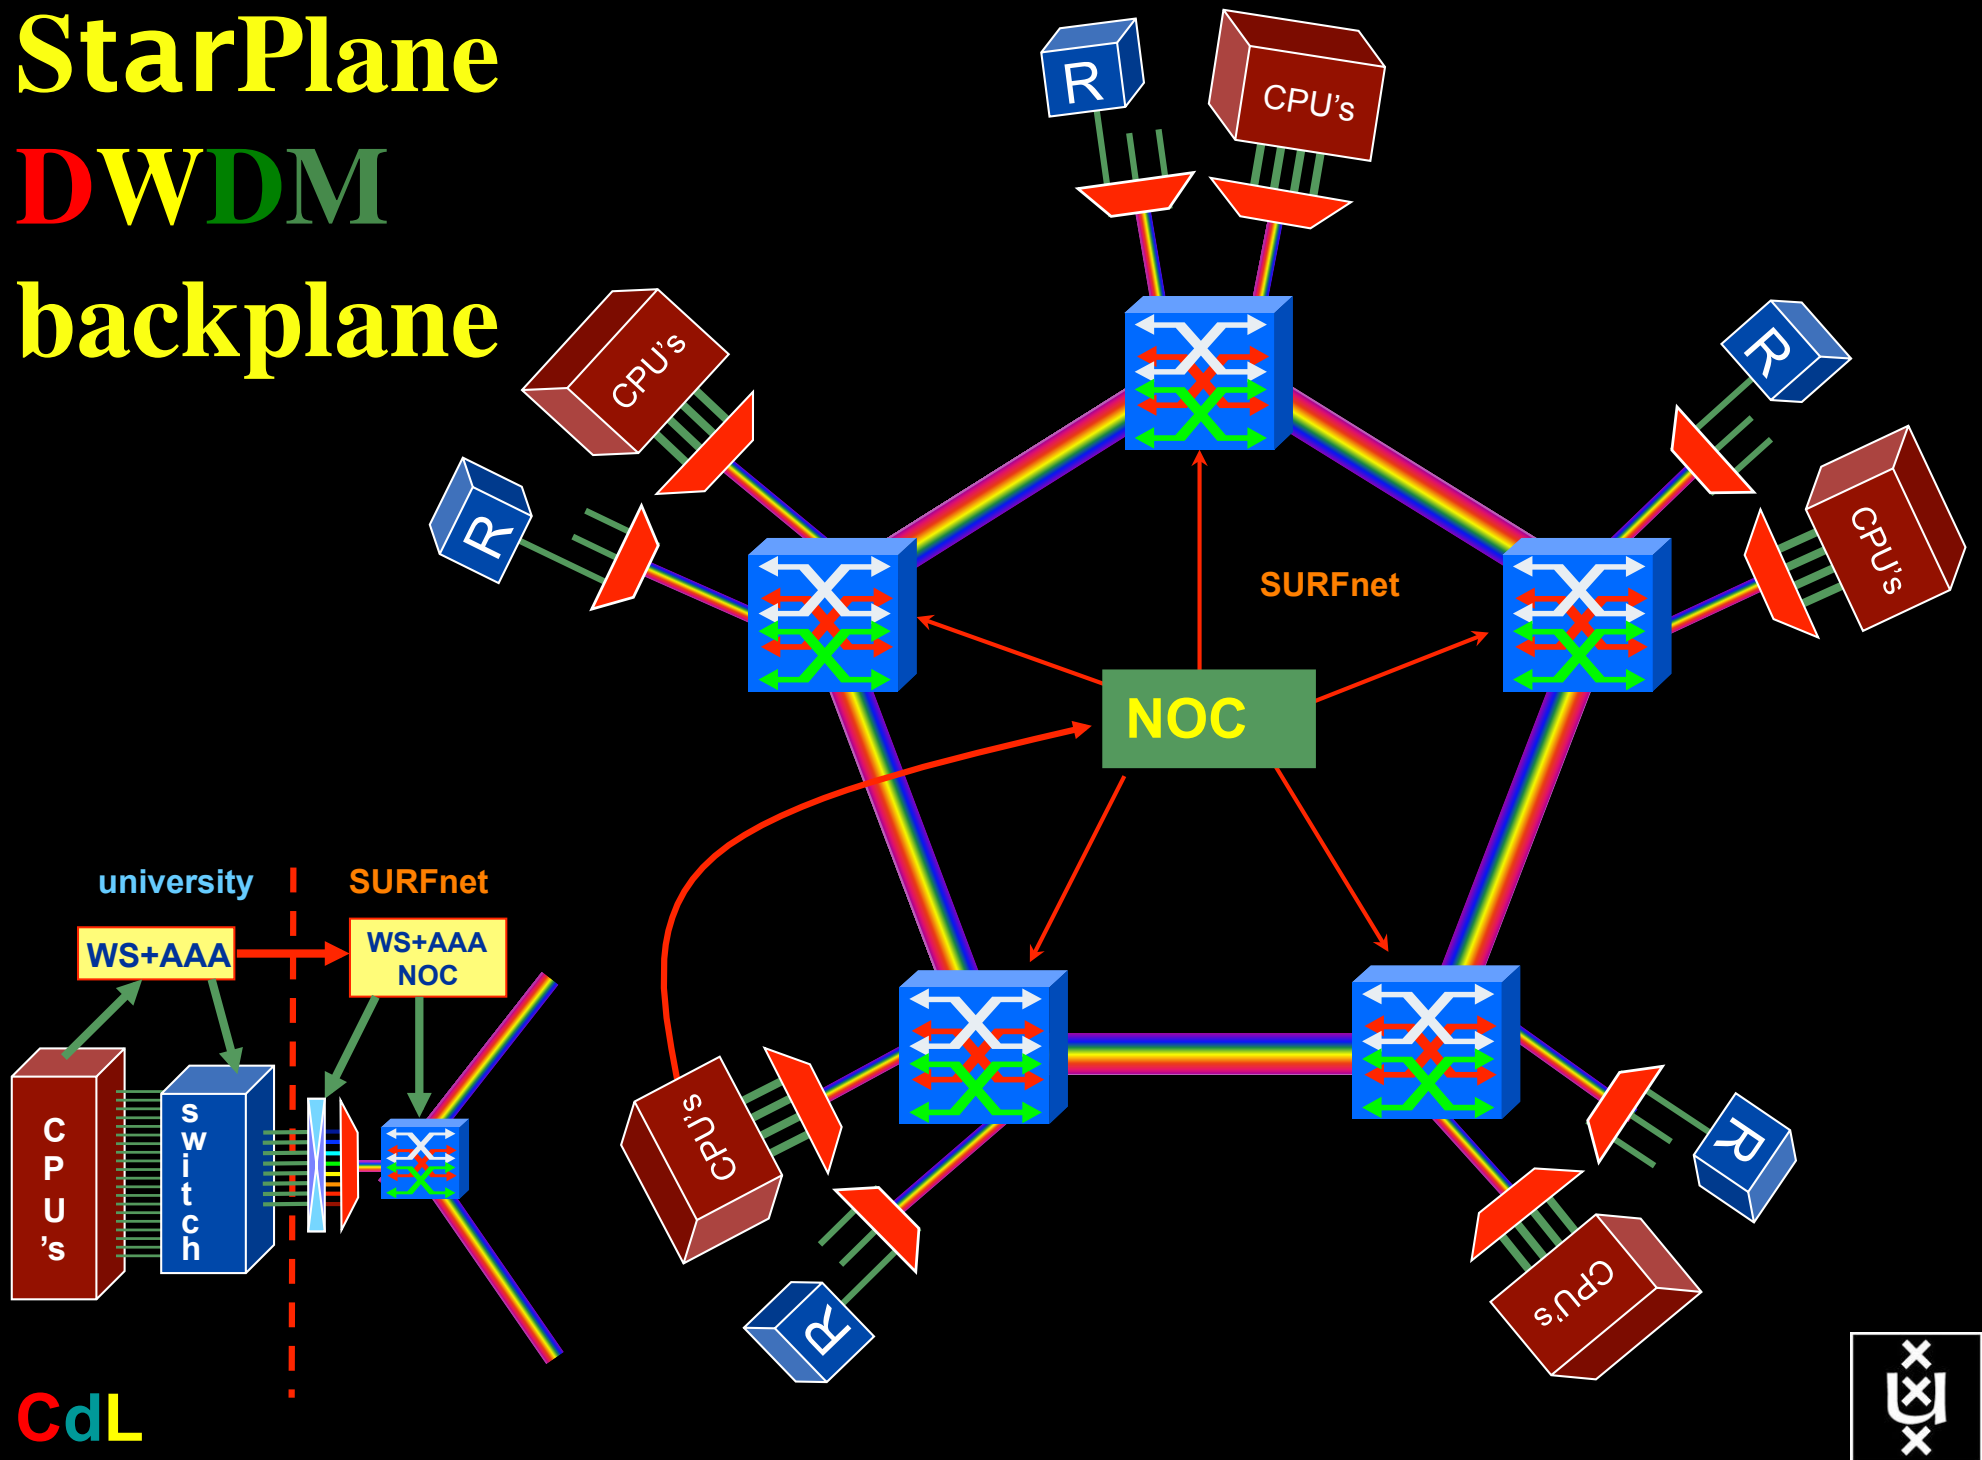 StarPlane
DWDM
backplane
R
CPU's
CPU's
R
R
CPU's
SURFnet
NOC
university
SURFnet
WS+AAA
WS+AAA
NOC
C
P
U
's
s
w
i
t
c
h
CPU's
R
R
CPU's
CdL
u